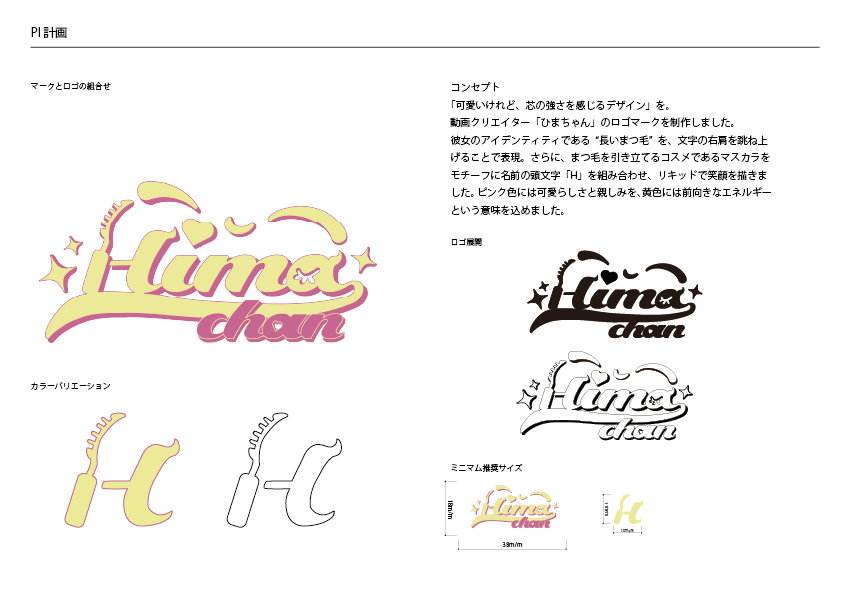 PI 計画
マークとロゴの組合せ
Hima
chan
カラーバリエーション
H
H
コンセプト
「可愛いけれど、芯の強さを感じるデザイン」を。
動画クリエイター「ひまちゃん」のロゴマークを制作しました。
彼女のアイデンティティである“長いまつ毛”を、文字の右肩を跳ね上
げることで表現。さらに、まつ毛を引き立てるコスメであるマスカラを
モチーフに名前の頭文字「H」を組み合わせ、リキッドで笑顔を描きま
した。ピンク色には可愛らしさと親しみを、黄色には前向きなエネルギー
という意味を込めました。
ロゴ展開
Hima
chan
Hima
chan
ミニマム推奨サイズ
18m/m
Hima
chan
38m/m
H